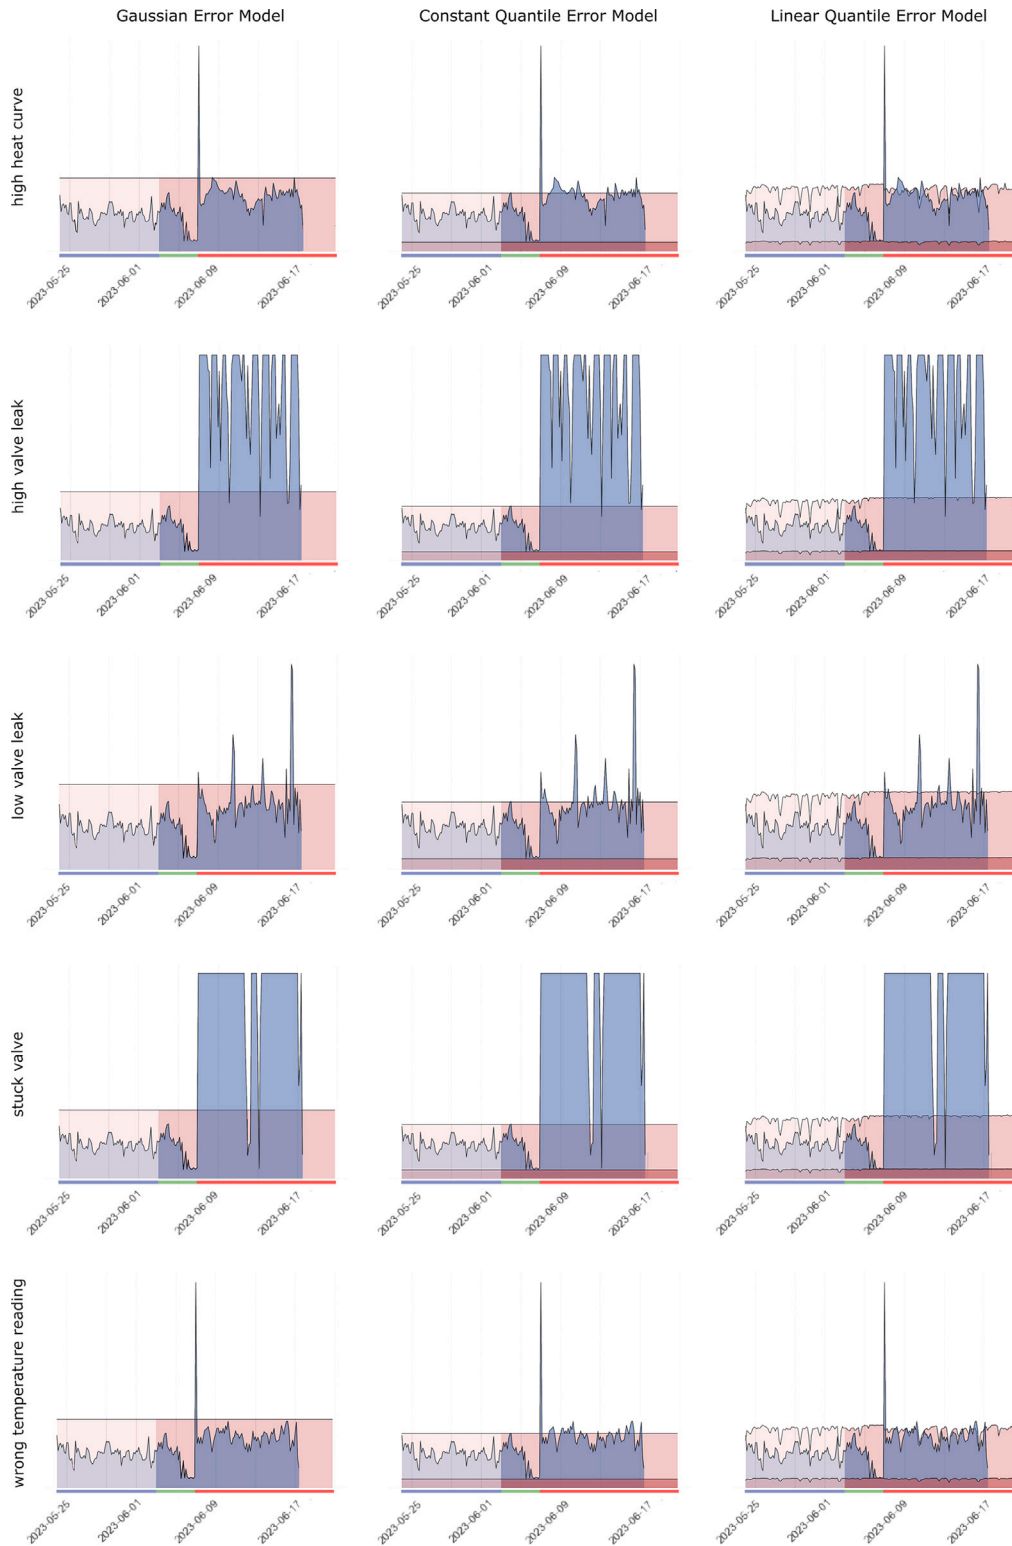 Gaussian Error Model Constant Quantile Error Model Linear Quantile Error Model
high heat curve
2023-05-25 2023-06-01 2023-06-09 2023-06-17 2023-05-25 2023-06-01 2023-06-09 2023-06-17 2023-05-25 2023-06-01 2023-06-09 2023-06-17
high valve leak
2023-05-25 2023-06-01 2023-06-09 2023-06-17 2023-05-25 2023-06-01 2023-06-09 2023-06-17 2023-05-25 2023-06-01 2023-06-09 2023-06-17
low valve leak
2023-05-25 2023-06-01 2023-06-09 2023-06-17 2023-05-25 2023-06-01 2023-06-09 2023-06-17 2023-05-25 2023-06-01 2023-06-09 2023-06-17
stuck valve
2023-05-25 2023-06-01 2023-06-09 2023-06-17 2023-05-25 2023-06-01 2023-06-09 2023-06-17 2023-05-25 2023-06-01 2023-06-09 2023-06-17
wrong temperature reading
2023-05-25 2023-06-01 2023-06-09 2023-06-17 2023-05-25 2023-06-01 2023-06-09 2023-06-17 2023-05-25 2023-06-01 2023-06-09 2023-06-17